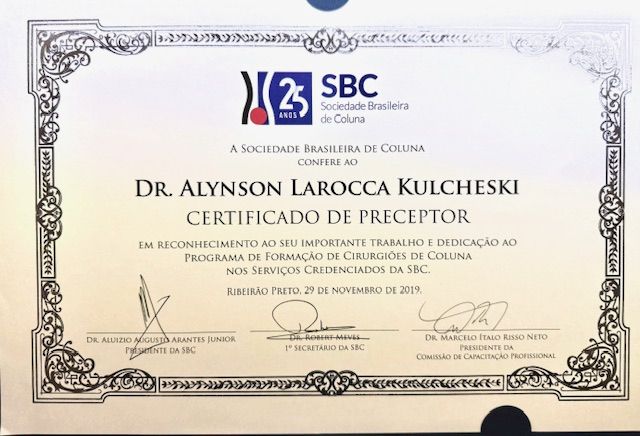 25
ANOS
SBC
Sociedade Brasileira
de Coluna
A Sociedade Brasileira de Coluna
confere ao
Dr. Alynson Larocca Kulcheski
CERTIFICADO DE PRECEPTOR
em reconhecimento ao seu importante trabalho e dedicação ao
Programa de Formação de Cirurgiões de Coluna
nos Serviços Credenciados da SBC.
Ribeirão Preto, 29 de novembro de 2019.
Dr. Aluizio Augusto Arantes Junior
Presidente da SBC
Dr. Robert Meves
1º Secretário da SBC
Dr. Marcelo Ítalo Risso Neto
Presidente da
Comissão de Capacitação Profissional